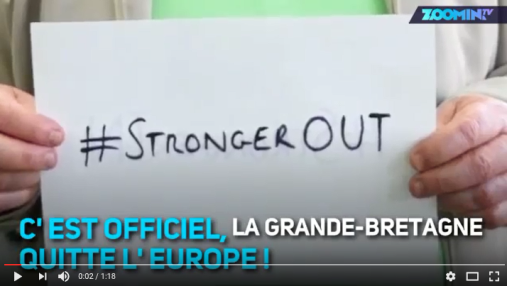 ZOOMIN.TV
#STRONGEROUT
C' EST OFFICIEL, LA GRANDE-BRETAGNE
QUITTE L' EUROPE !
0:02 / 1:18